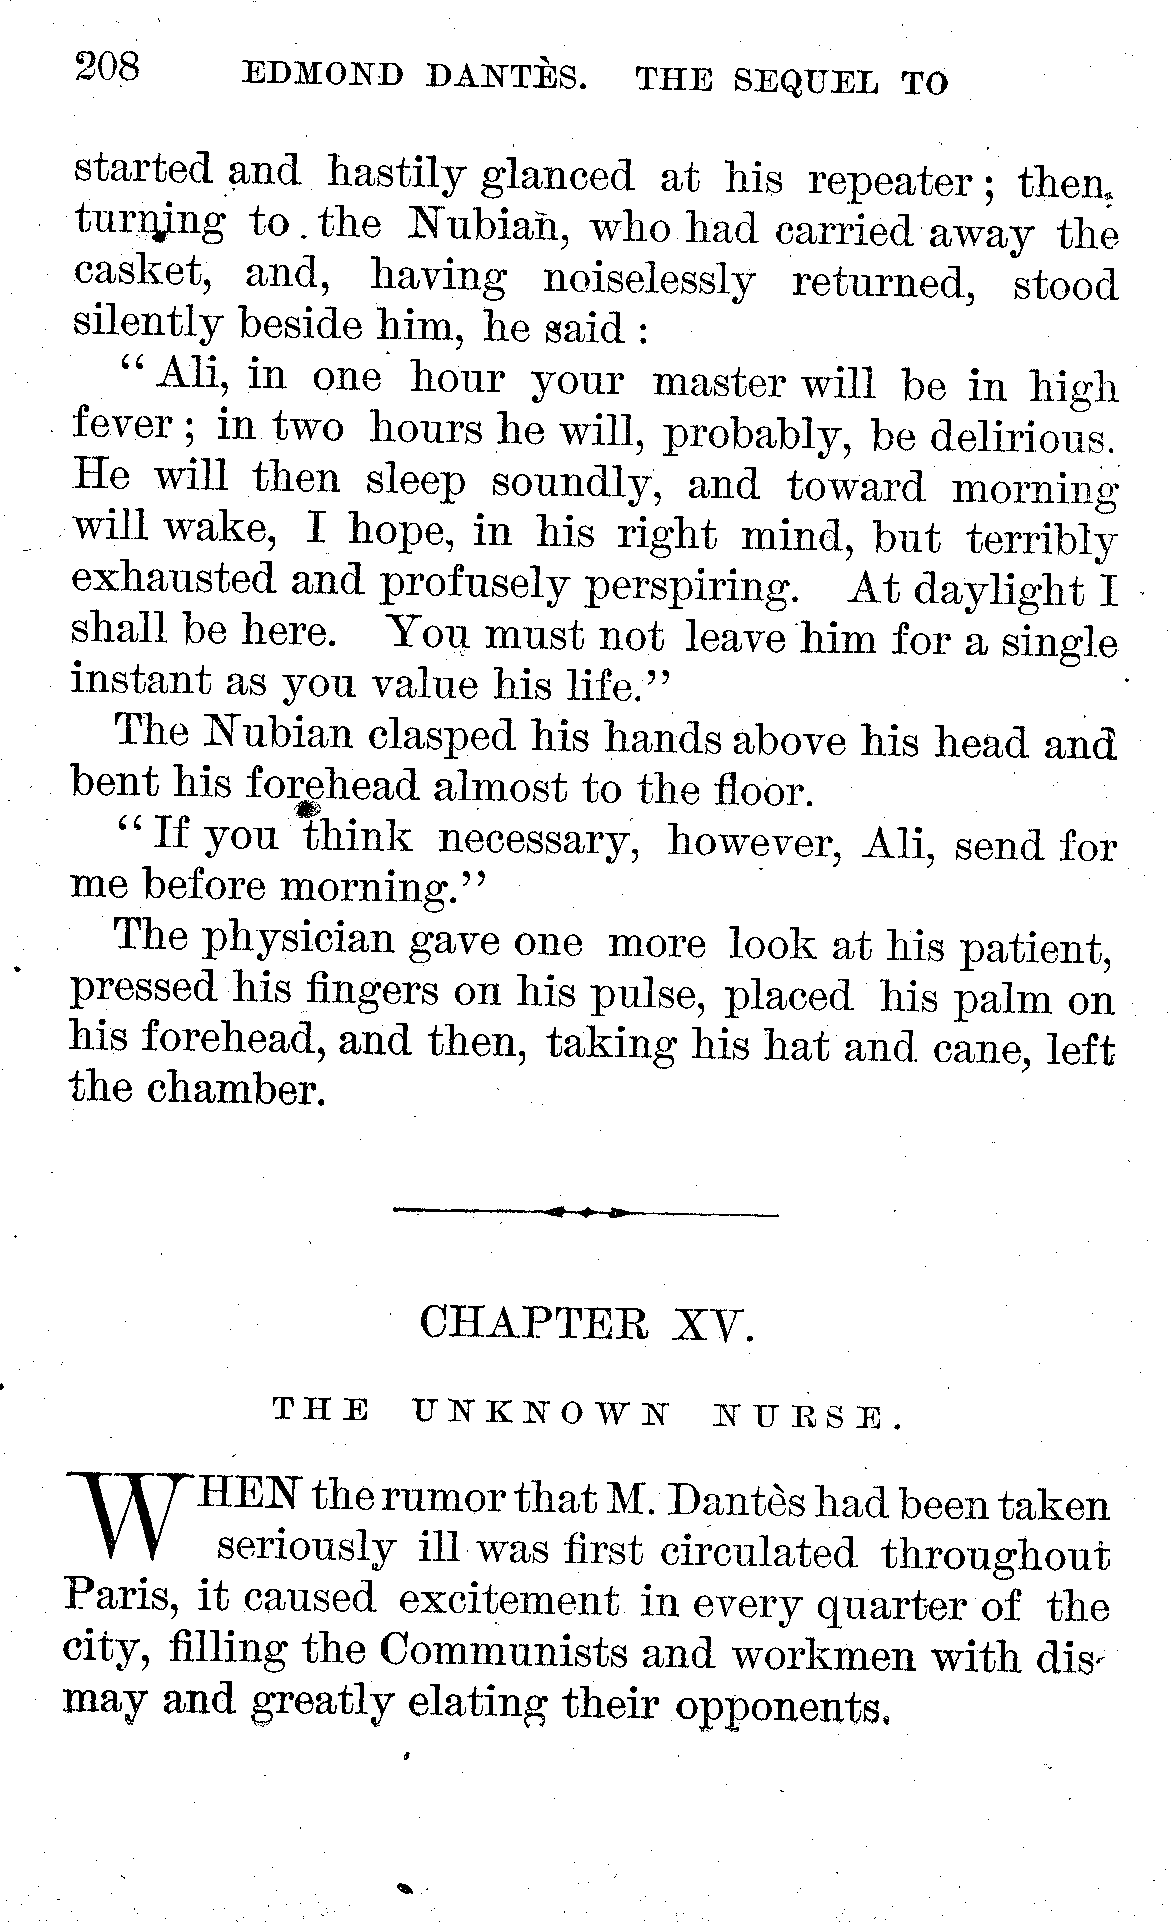 208 EDMOND DANTÈS. THE SEQUEL TO
started and hastily glanced at his repeater; then,
turning to the Nubian, who had carried away the
casket, and, having noiselessly returned, stood
silently beside him, he said:
"Ali, in one hour your master will be in high
fever; in two hours he will, probably, be delirious.
He will then sleep soundly, and toward morning
will wake, I hope, in his right mind, but terribly
exhausted and profusely perspiring. At daylight I
shall be here. You must not leave him for a single
instant as you value his life."
The Nubian clasped his hands above his head and
bent his forehead almost to the floor.
"If you think necessary, however, Ali, send for
me before morning."
The physician gave one more look at his patient,
pressed his fingers on his pulse, placed his palm on
his forehead, and then, taking his hat and cane, left
the chamber.
CHAPTER XV.
THE UNKNOWN NURSE.
WHEN the rumor that M. Dantès had been taken
seriously ill was first circulated throughout
Paris, it caused excitement in every quarter of the
city, filling the Communists and workmen with dis-
may and greatly elating their opponents.